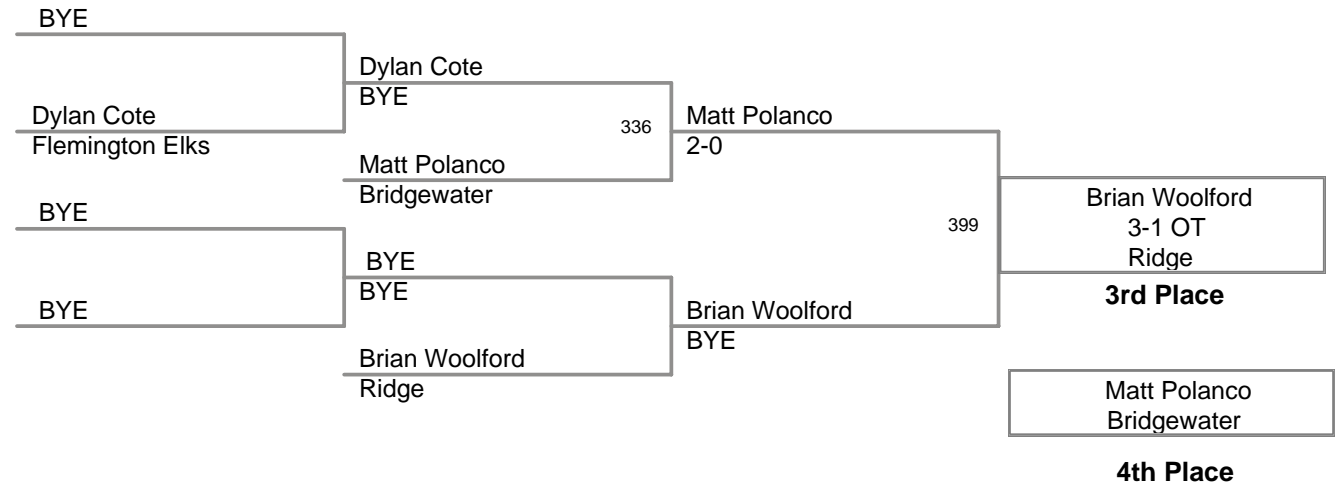 BYE
Dylan Cote
Flemington Elks
BYE
BYE
Dylan Cote
BYE
Matt Polanco
Bridgewater
BYE
BYE
Brian Woolford
Ridge
336
Matt Polanco
2-0
Brian Woolford
BYE
399
Brian Woolford
3-1 OT
Ridge
3rd Place
Matt Polanco
Bridgewater
4th Place